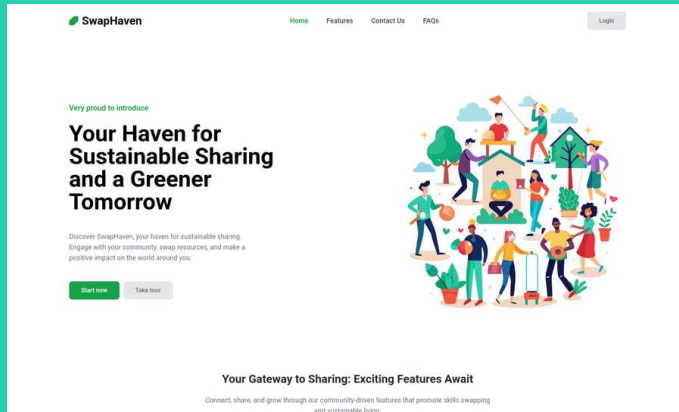 SwapHaven
Home Features Contact Us FAQs
Login
Very proud to introduce
Your Haven for
Sustainable Sharing
and a Greener
Tomorrow
Discover SwapHaven, your haven for sustainable sharing.
Engage with your community, swap resources, and make a
positive impact on the world around you.
Start now Take tour
Your Gateway to Sharing: Exciting Features Await
Connect, share, and grow through our community-driven features that promote skills swapping
and sustainable living